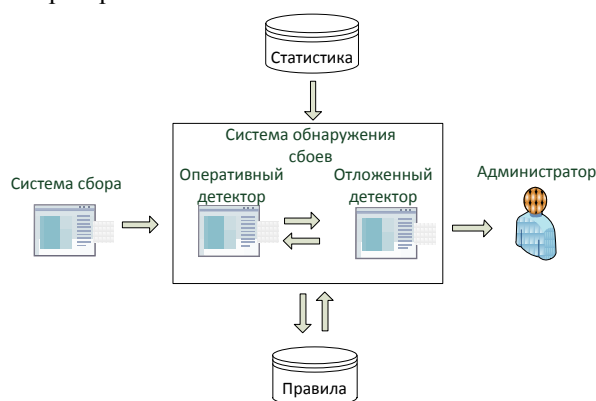 Статистика
Система обнаружения
сбоев
Система сбора
Оперативный
детектор
Отложенный
детектор
Администратор
Правила